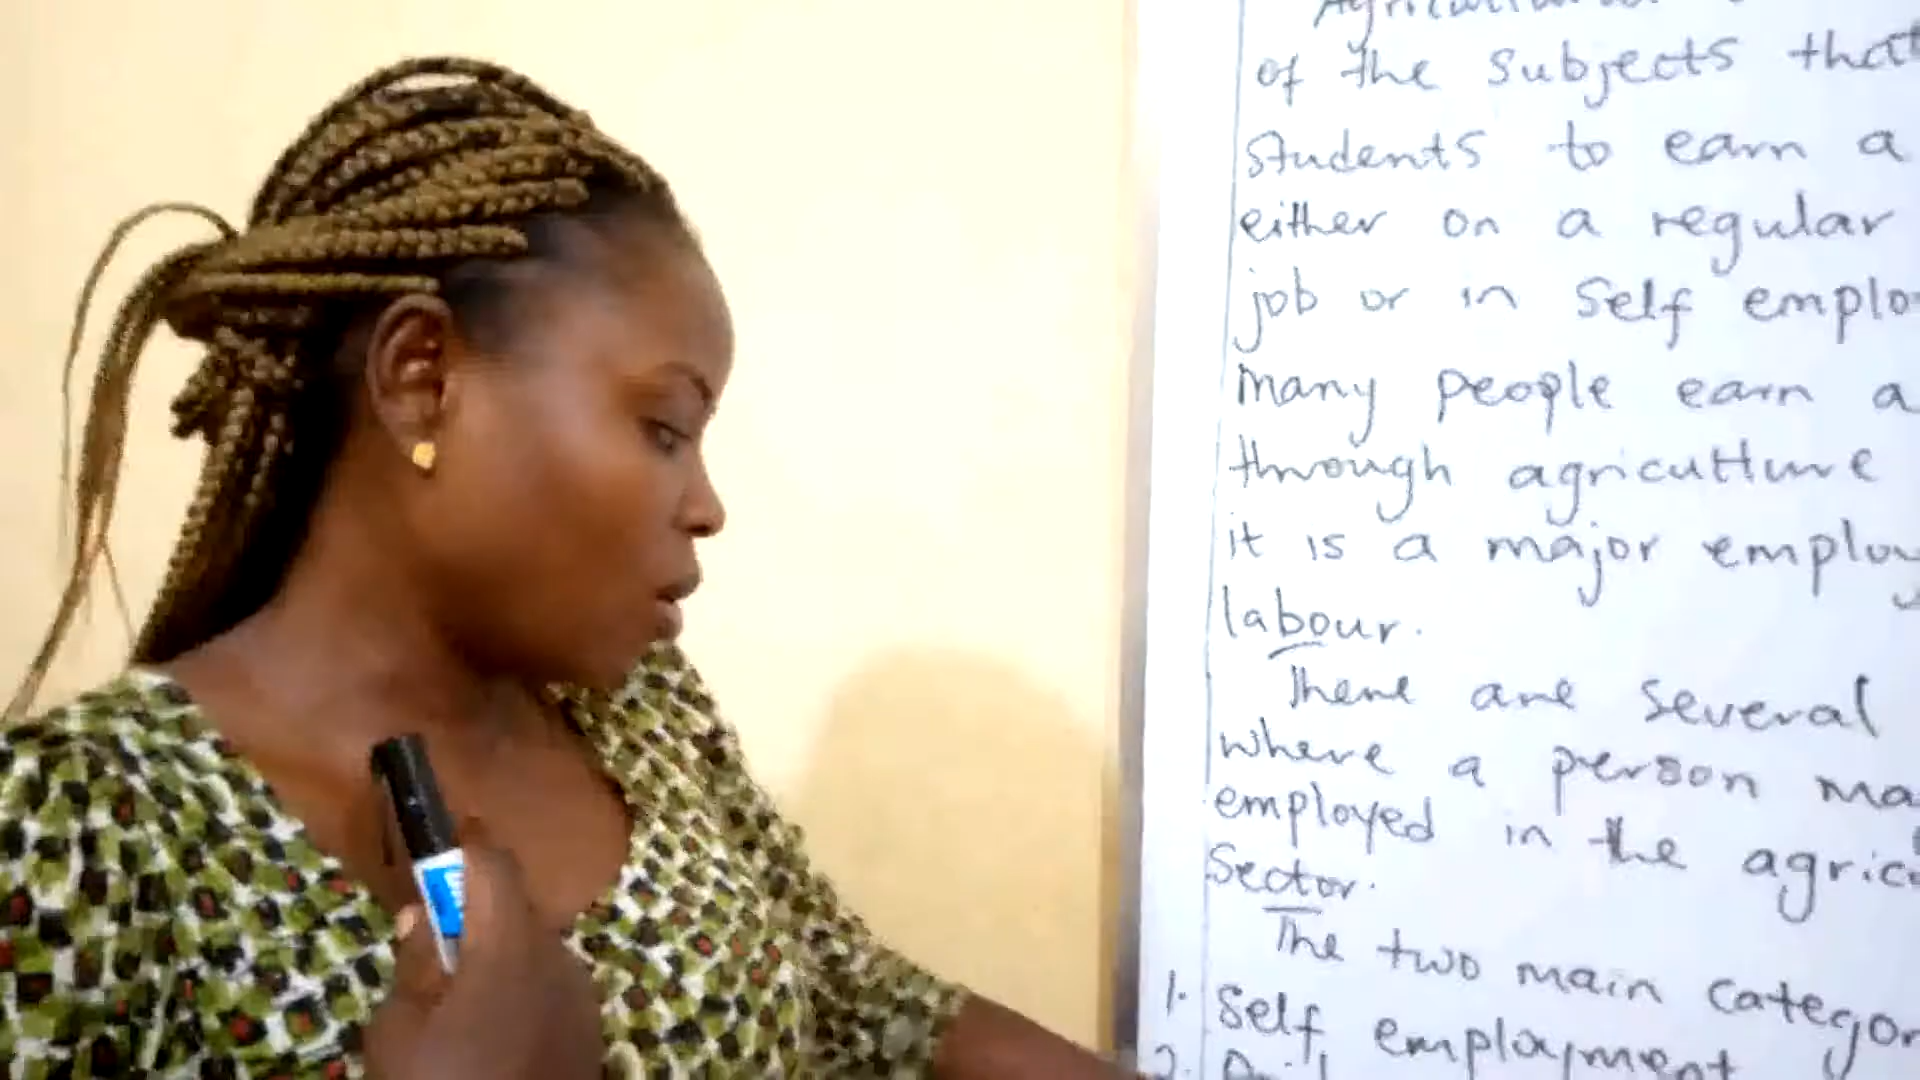 of the subjects that
students to earn a
either on a regular
job or in self emplo
many people earn a
through agriculture
it is a major employ
labour.
There are several
where a person ma
employed in the agric
Sector.
The two main categor
1. Self employment
2.